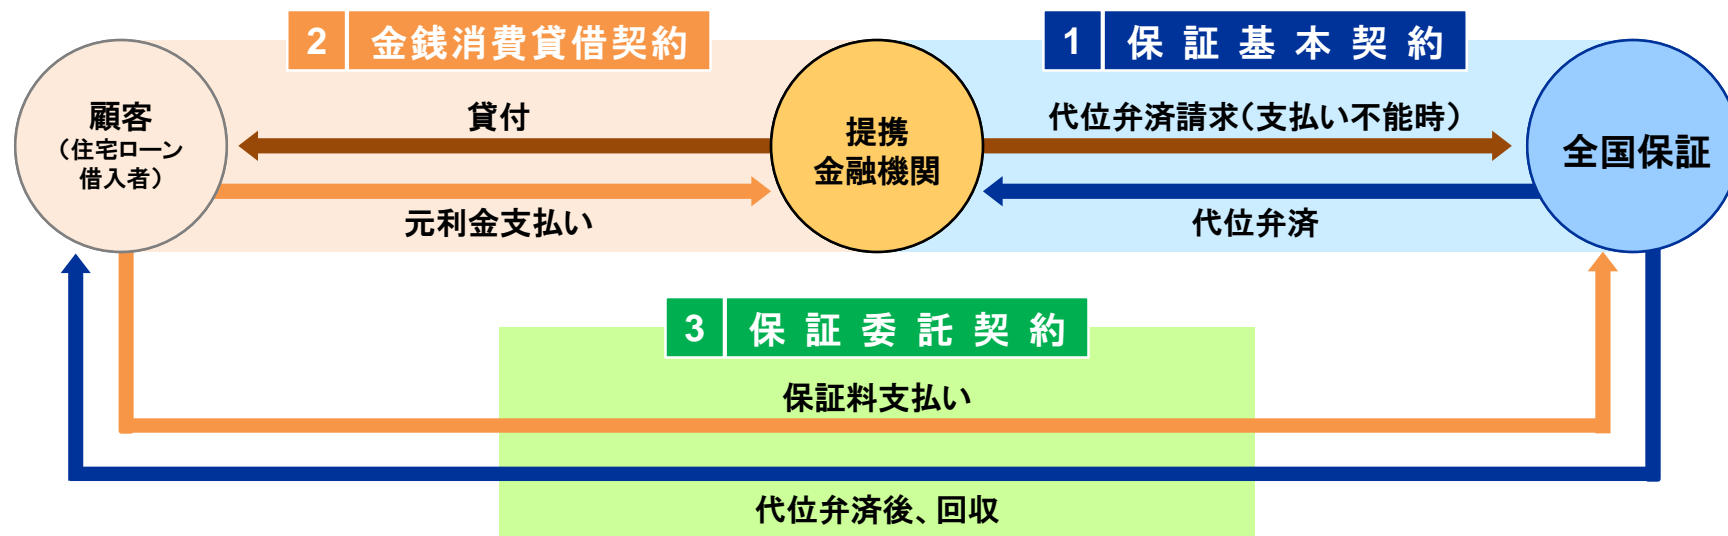 2 金銭消費貸借契約
1 保証基本契約
顧客
（住宅ローン
借入者）
貸付
元利金支払い
提携
金融機関
代位弁済請求（支払い不能時）
代位弁済
全国保証
3 保証委託契約
保証料支払い
代位弁済後、回収